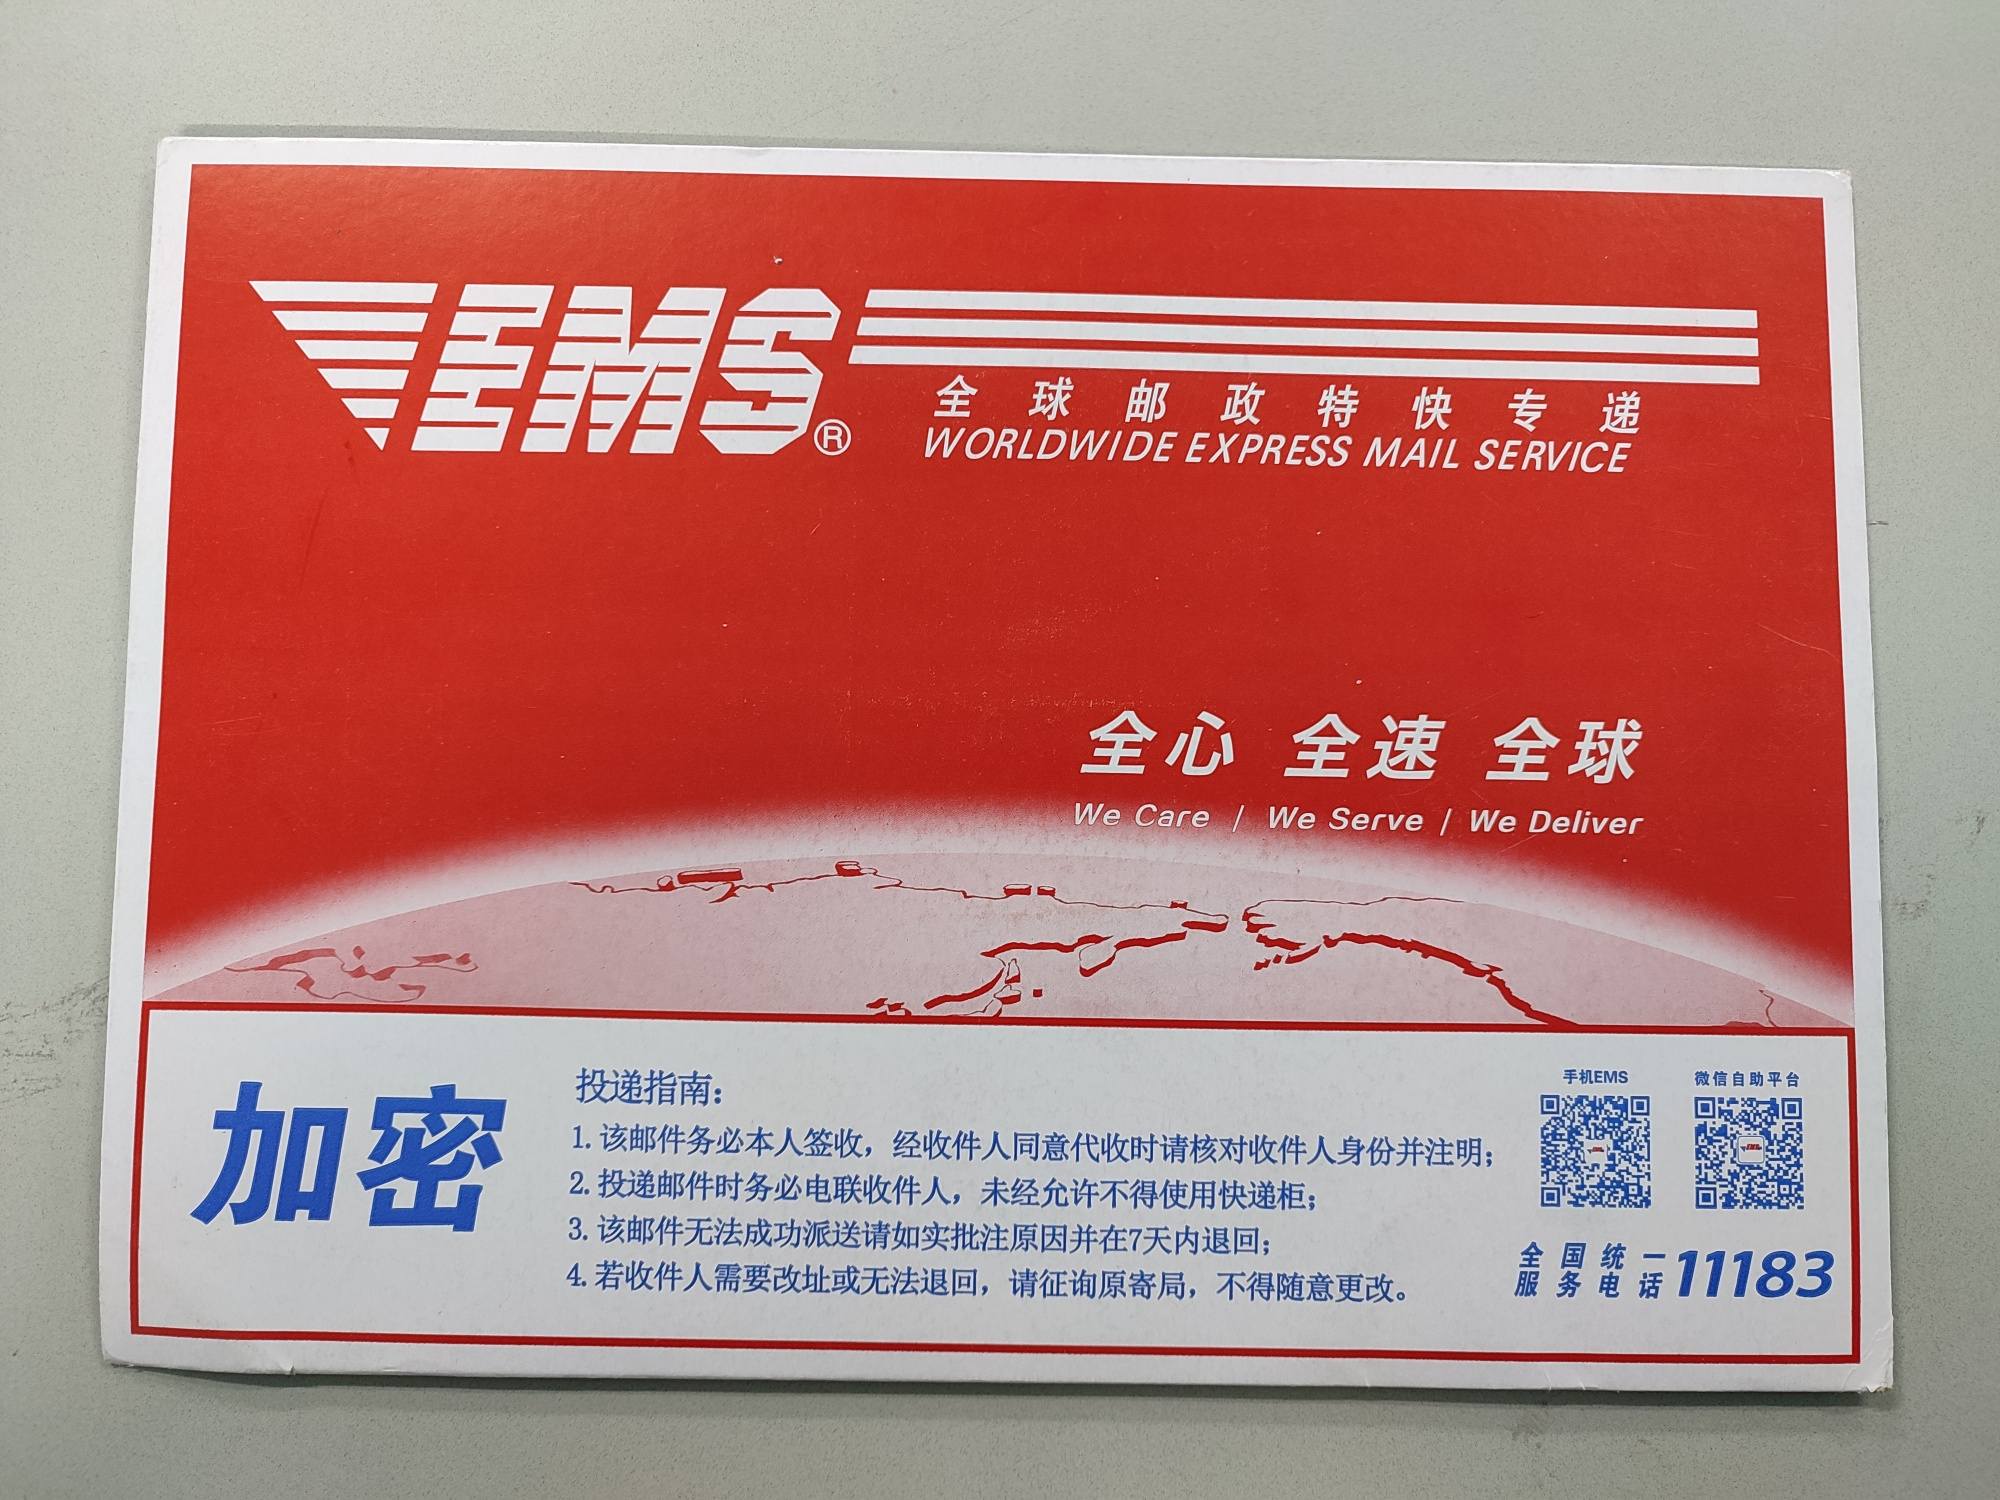 EMS®
全球邮政特快专递
WORLDWIDE EXPRESS MAIL SERVICE
全心 全速 全球
We Care / We Serve / We Deliver
加密
投递指南：
1. 该邮件务必本人签收，经收件人同意代收时请核对收件人身份并注明；
2. 投递邮件时务必电联收件人，未经允许不得使用快递柜；
3. 该邮件无法成功派送请如实批注原因并在7天内退回；
4. 若收件人需要改址或无法退回，请征询原寄局，不得随意更改。
手机EMS
微信自助平台
全国统一
服务电话
11183